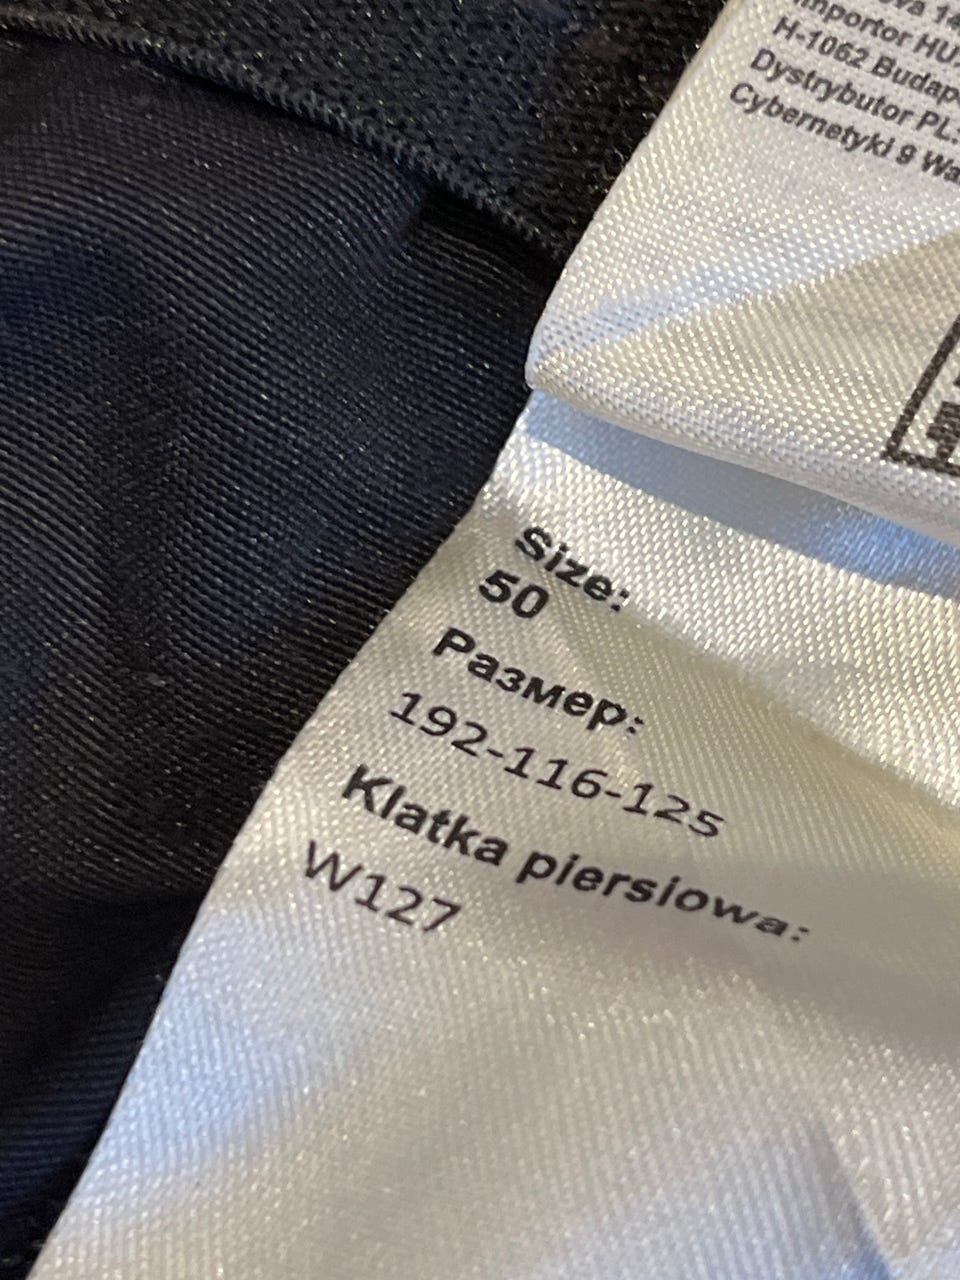 Importor HU:
H-1062 Budap
Dystrybutor PL:
Cybernetyki 9 Wa
Size:
50
Размер:
192-116-125
Klatka piersiowa:
W127